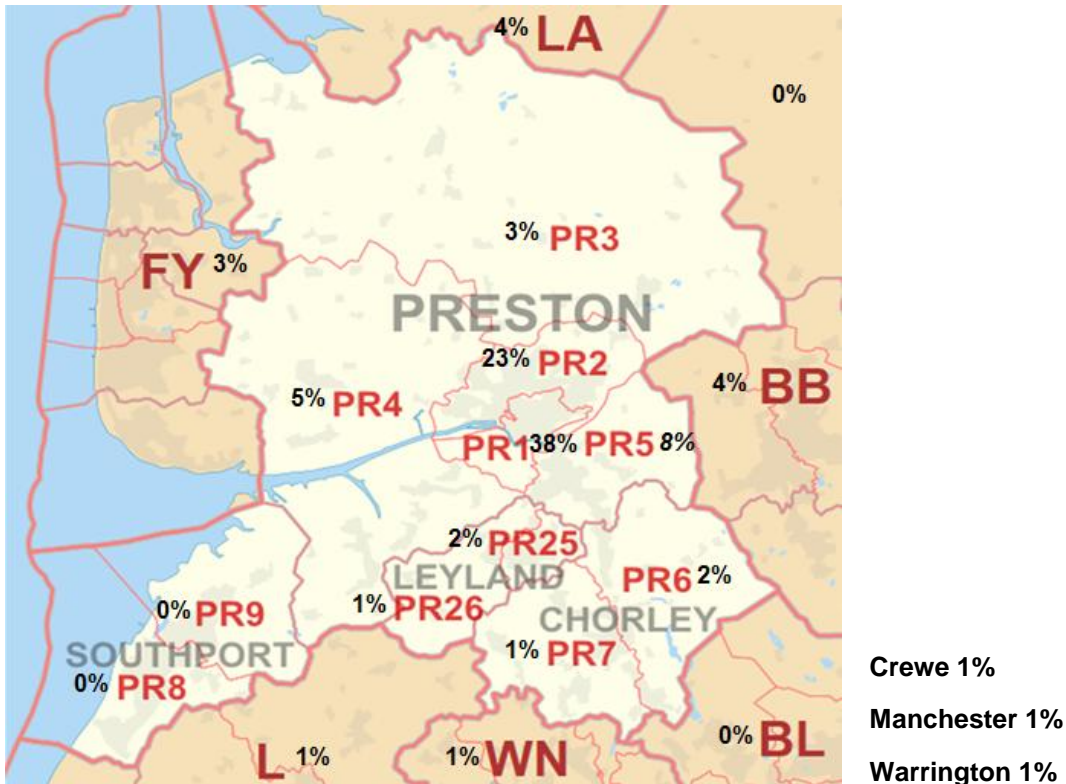 4% LA
0%
3% PR3
FY 3%
PRESTON
23% PR2
4% BB
5% PR4
PR1 38% PR5 8%
2% PR25
LEYLAND
PR6 2%
1% PR26
0% PR9
CHORLEY
1% PR7
SOUTHPORT
0% PR8
Crewe 1%
Manchester 1%
0% BL
L 1%
1% WN
Warrington 1%